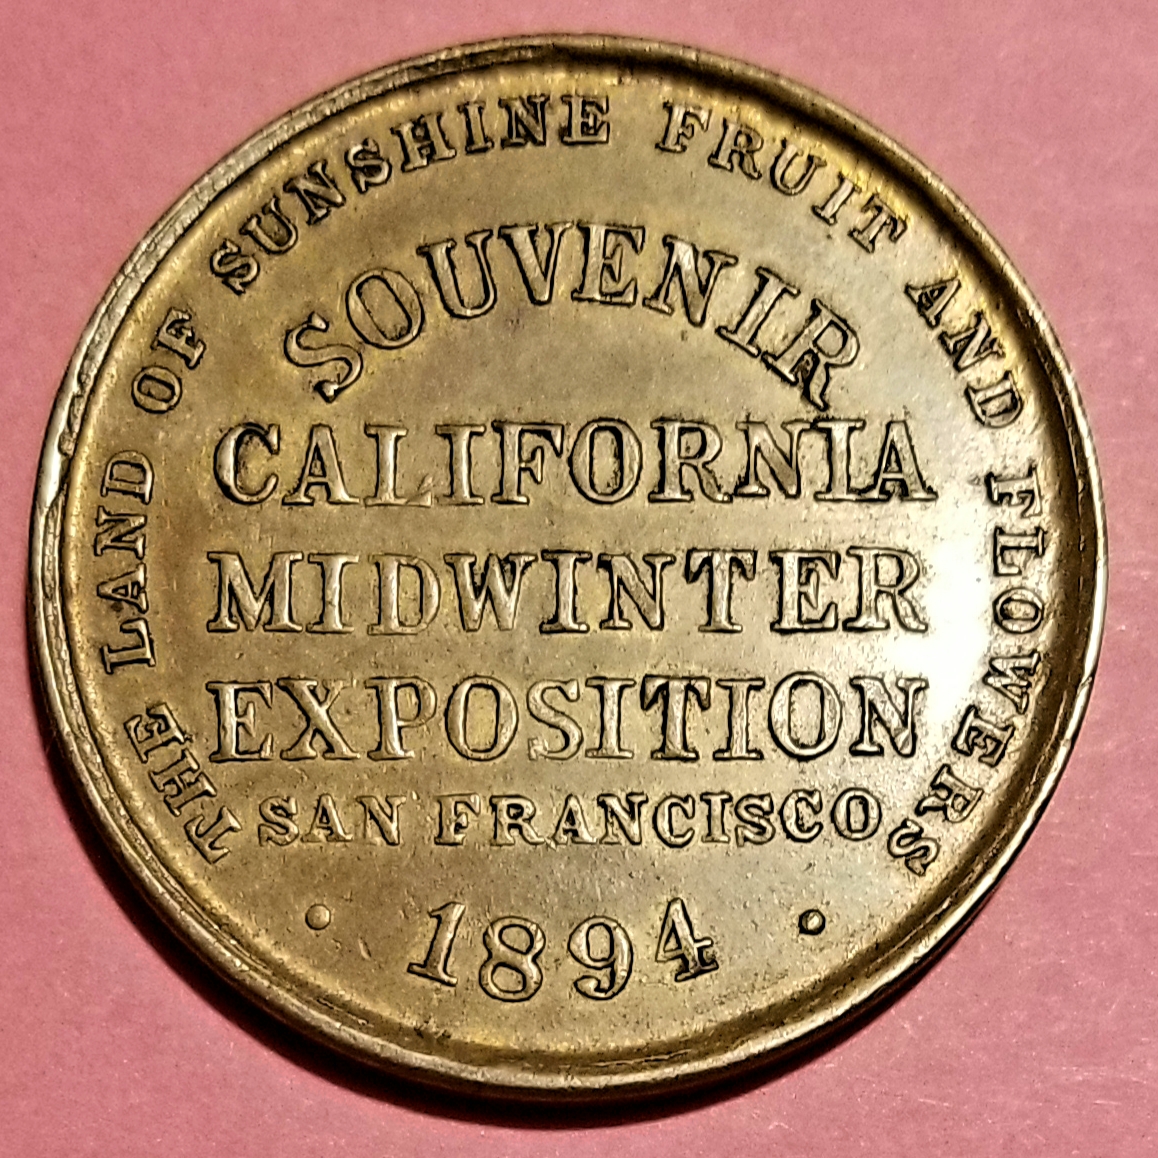 THE LAND OF SUNSHINE FRUIT AND FLOWERS
SOUVENIR
CALIFORNIA
MIDWINTER
EXPOSITION
SAN FRANCISCO
· 1894 ·